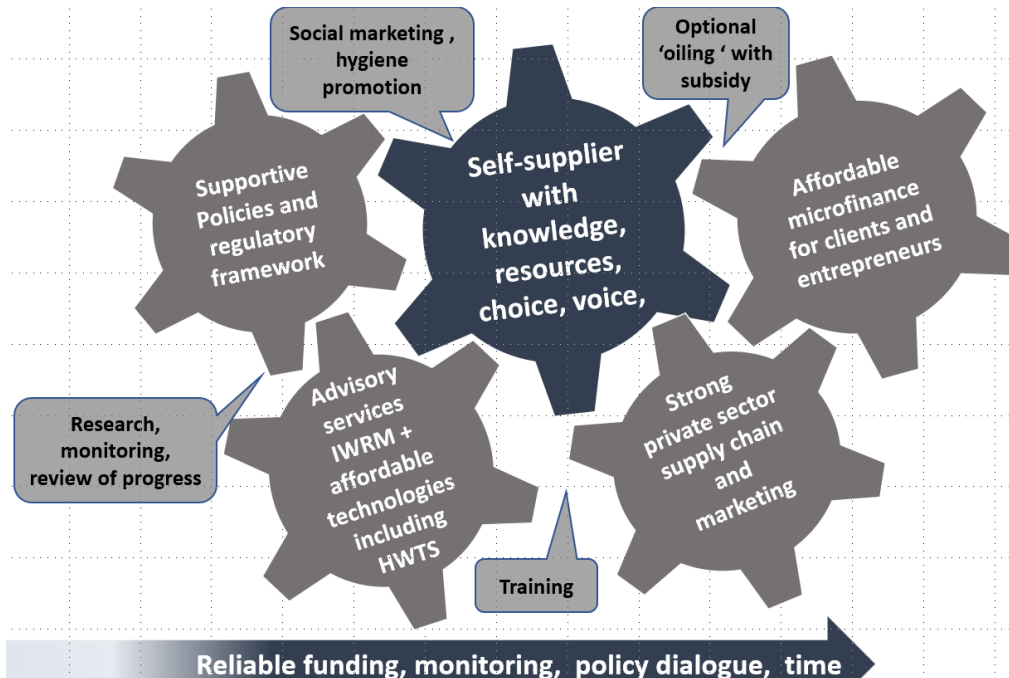 Social marketing ,
hygiene
promotion
Optional
‘oiling ‘ with
subsidy
Supportive
Policies and
regulatory
framework
Self-supplier
with
knowledge,
resources,
choice, voice,
Affordable
microfinance
for clients and
entrepreneurs
Research,
monitoring,
review of progress
Advisory
services
IWRM +
affordable
technologies
including
HWTS
Strong
private sector
supply chain
and
marketing
Training
Reliable funding, monitoring, policy dialogue, time